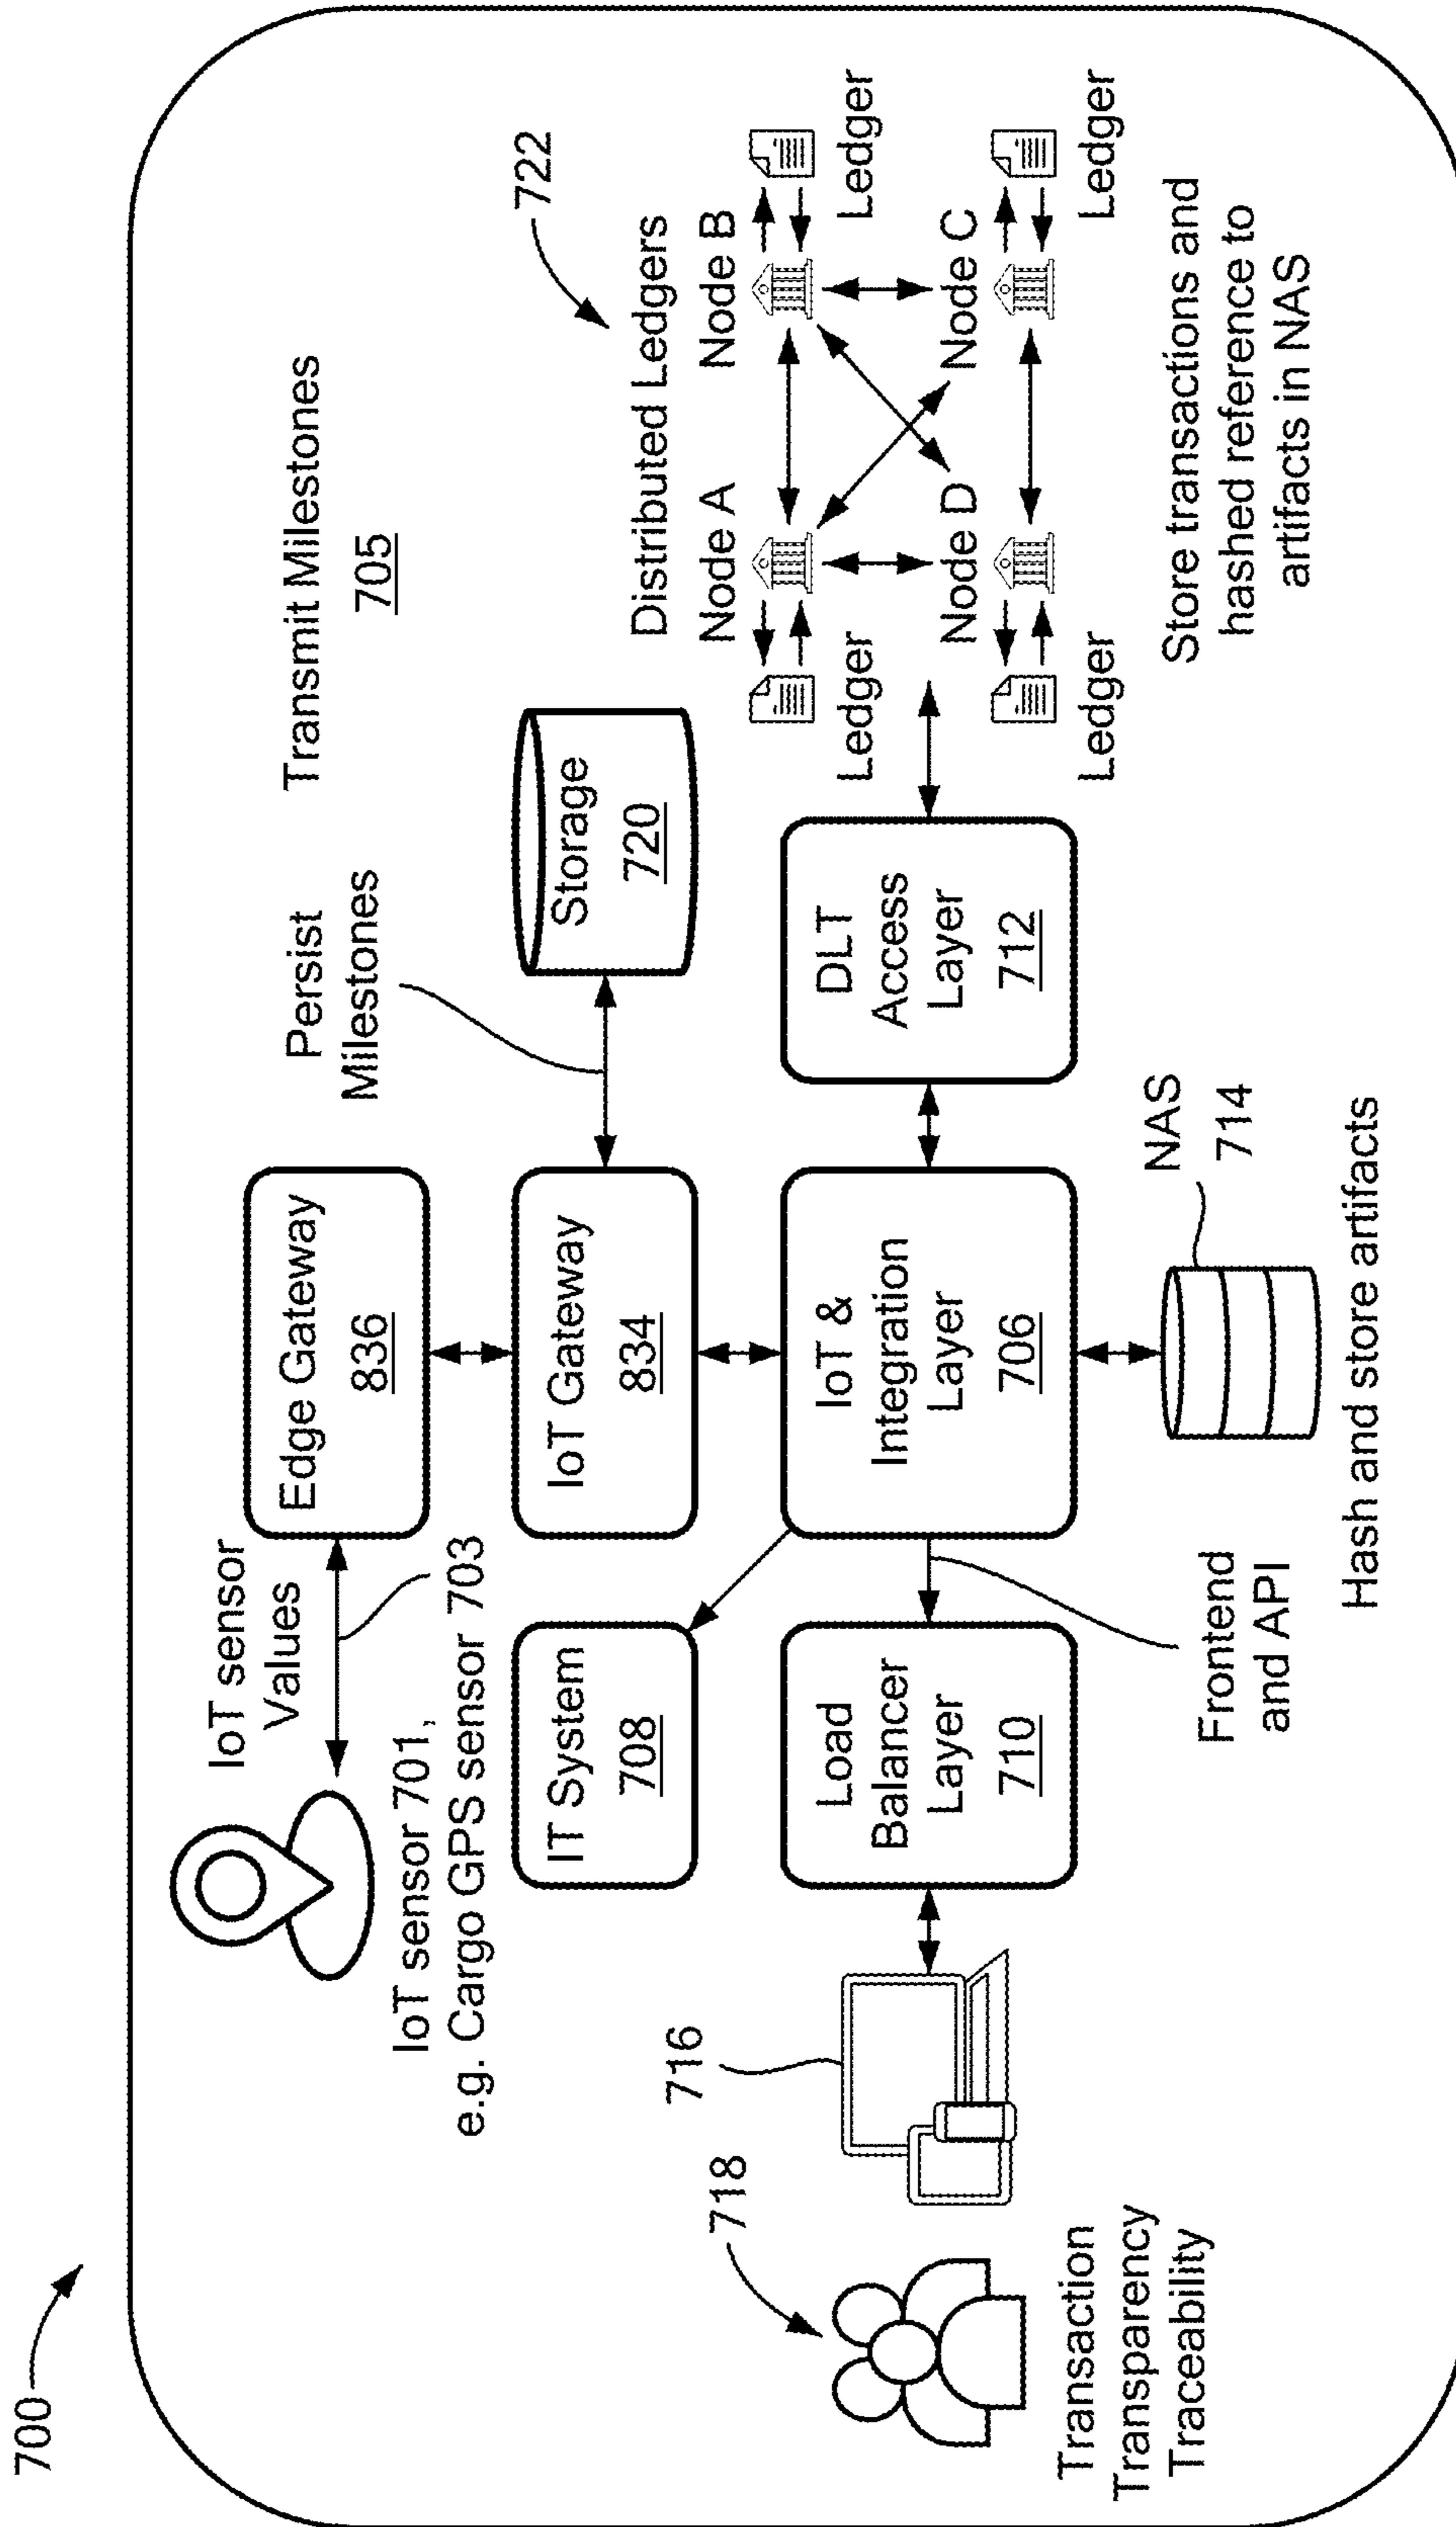 700
IoT sensor
Values
703
IoT sensor 701,
e.g. Cargo GPS sensor 703
Edge Gateway
836
Persist
Milestones
Transmit Milestones
705
IT System
708
IoT Gateway
834
Storage
720
722
Distributed Ledgers
Node A
Node B
Ledger
Ledger
Node D
Node C
Ledger
Ledger
Store transactions and
hashed reference to
artifacts in NAS
718
716
Transaction
Transparency
Traceability
Load
Balancer
Layer
710
IoT &
Integration
Layer
706
DLT
Access
Layer
712
Frontend
and API
NAS
714
Hash and store artifacts